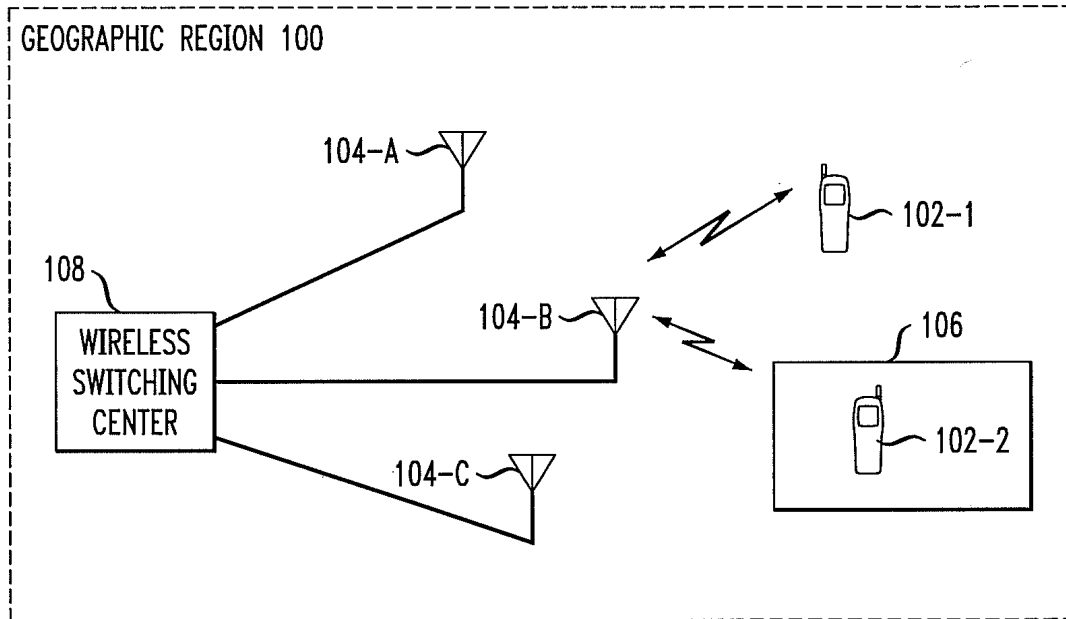 GEOGRAPHIC REGION 100
104-A
102-1
108
104-B
106
WIRELESS
SWITCHING
CENTER
102-2
104-C